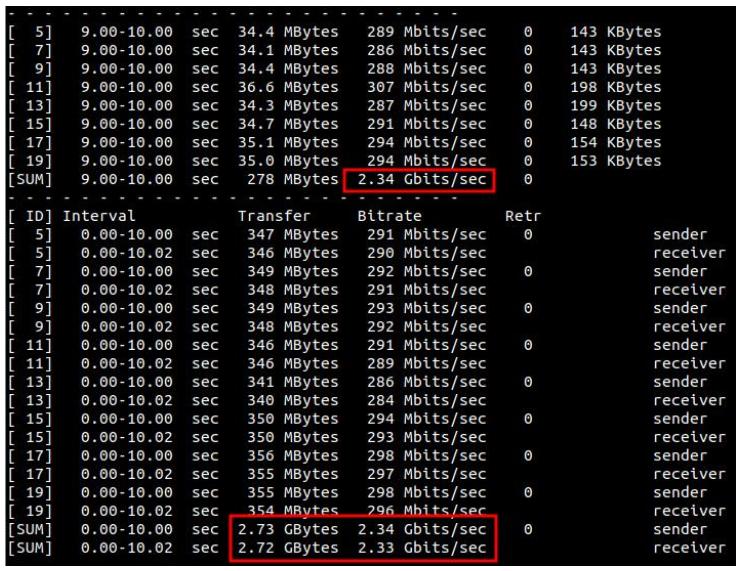 - - - - - - - - - - - - - - - - - - - - - - - - -
[  5]   9.00-10.00  sec  34.4 MBytes   289 Mbits/sec    0    143 KBytes
[  7]   9.00-10.00  sec  34.1 MBytes   286 Mbits/sec    0    143 KBytes
[  9]   9.00-10.00  sec  34.4 MBytes   288 Mbits/sec    0    143 KBytes
[ 11]   9.00-10.00  sec  36.6 MBytes   307 Mbits/sec    0    198 KBytes
[ 13]   9.00-10.00  sec  34.3 MBytes   287 Mbits/sec    0    199 KBytes
[ 15]   9.00-10.00  sec  34.7 MBytes   291 Mbits/sec    0    148 KBytes
[ 17]   9.00-10.00  sec  35.1 MBytes   294 Mbits/sec    0    154 KBytes
[ 19]   9.00-10.00  sec  35.0 MBytes   294 Mbits/sec    0    153 KBytes
[SUM]   9.00-10.00  sec   278 MBytes  2.34 Gbits/sec    0
- - - - - - - - - - - - - - - - - - - - - - - - -
[ ID] Interval           Transfer     Bitrate         Retr
[  5]   0.00-10.00  sec   347 MBytes   291 Mbits/sec    0             sender
[  5]   0.00-10.02  sec   346 MBytes   290 Mbits/sec                  receiver
[  7]   0.00-10.00  sec   349 MBytes   292 Mbits/sec    0             sender
[  7]   0.00-10.02  sec   348 MBytes   291 Mbits/sec                  receiver
[  9]   0.00-10.00  sec   349 MBytes   293 Mbits/sec    0             sender
[  9]   0.00-10.02  sec   348 MBytes   292 Mbits/sec                  receiver
[ 11]   0.00-10.00  sec   346 MBytes   291 Mbits/sec    0             sender
[ 11]   0.00-10.02  sec   346 MBytes   289 Mbits/sec                  receiver
[ 13]   0.00-10.00  sec   341 MBytes   286 Mbits/sec    0             sender
[ 13]   0.00-10.02  sec   340 MBytes   284 Mbits/sec                  receiver
[ 15]   0.00-10.00  sec   350 MBytes   294 Mbits/sec    0             sender
[ 15]   0.00-10.02  sec   350 MBytes   293 Mbits/sec                  receiver
[ 17]   0.00-10.00  sec   356 MBytes   298 Mbits/sec    0             sender
[ 17]   0.00-10.02  sec   355 MBytes   297 Mbits/sec                  receiver
[ 19]   0.00-10.00  sec   355 MBytes   298 Mbits/sec    0             sender
[ 19]   0.00-10.02  sec   354 MBytes   296 Mbits/sec                  receiver
[SUM]   0.00-10.00  sec  2.73 GBytes  2.34 Gbits/sec    0             sender
[SUM]   0.00-10.02  sec  2.72 GBytes  2.33 Gbits/sec                  receiver